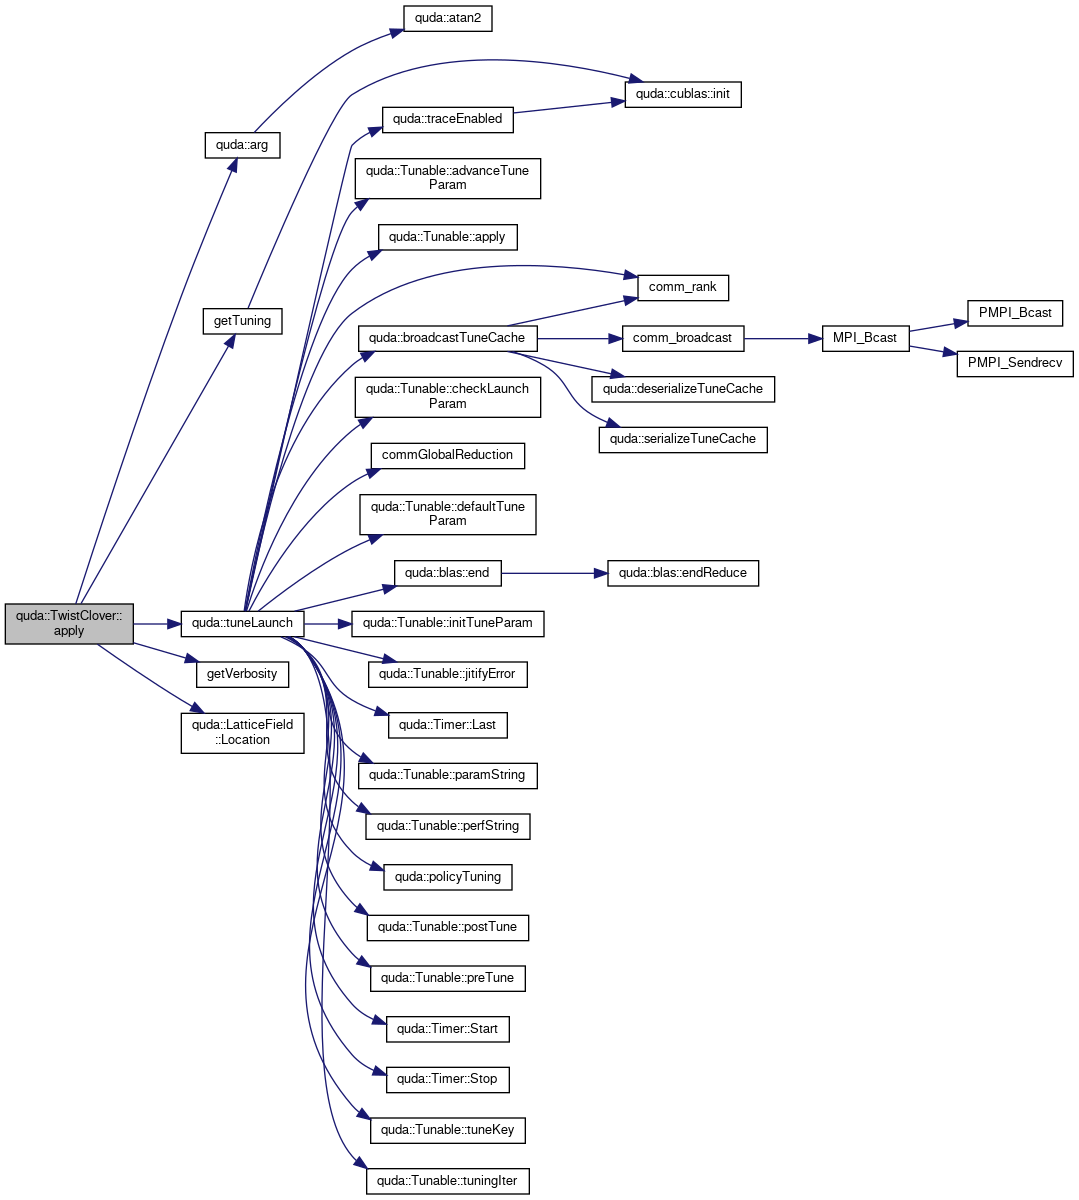 quda::atan2
quda::cublas::init
quda::traceEnabled
quda::arg
quda::Tunable::advanceTune
Param
quda::Tunable::apply
comm_rank
getTuning
PMPI_Bcast
quda::broadcastTuneCache
comm_broadcast
MPI_Bcast
PMPI_Sendrecv
quda::Tunable::checkLaunch
Param
quda::deserializeTuneCache
quda::serializeTuneCache
commGlobalReduction
quda::Tunable::defaultTune
Param
quda::blas::end
quda::blas::endReduce
quda::TwistClover::
apply
quda::tuneLaunch
quda::Tunable::initTuneParam
getVerbosity
quda::Tunable::jitifyError
quda::LatticeField
::Location
quda::Timer::Last
quda::Tunable::paramString
quda::Tunable::perfString
quda::policyTuning
quda::Tunable::postTune
quda::Tunable::preTune
quda::Timer::Start
quda::Timer::Stop
quda::Tunable::tuneKey
quda::Tunable::tuningIter